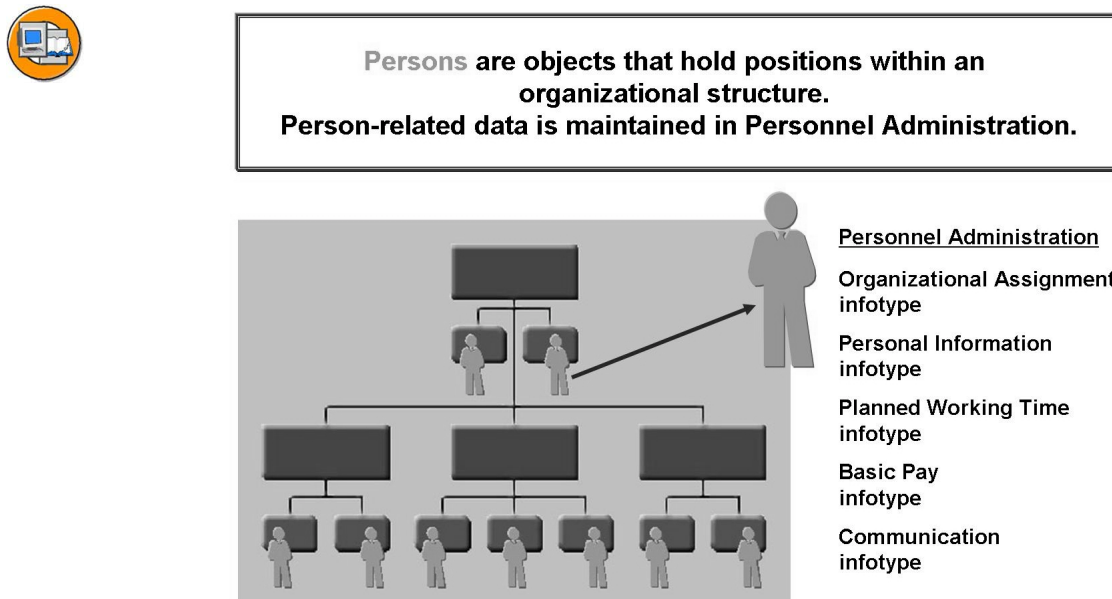 Persons are objects that hold positions within an
organizational structure.
Person-related data is maintained in Personnel Administration.
Personnel Administration
Organizational Assignment
infotype
Personal Information
infotype
Planned Working Time
infotype
Basic Pay
infotype
Communication
infotype